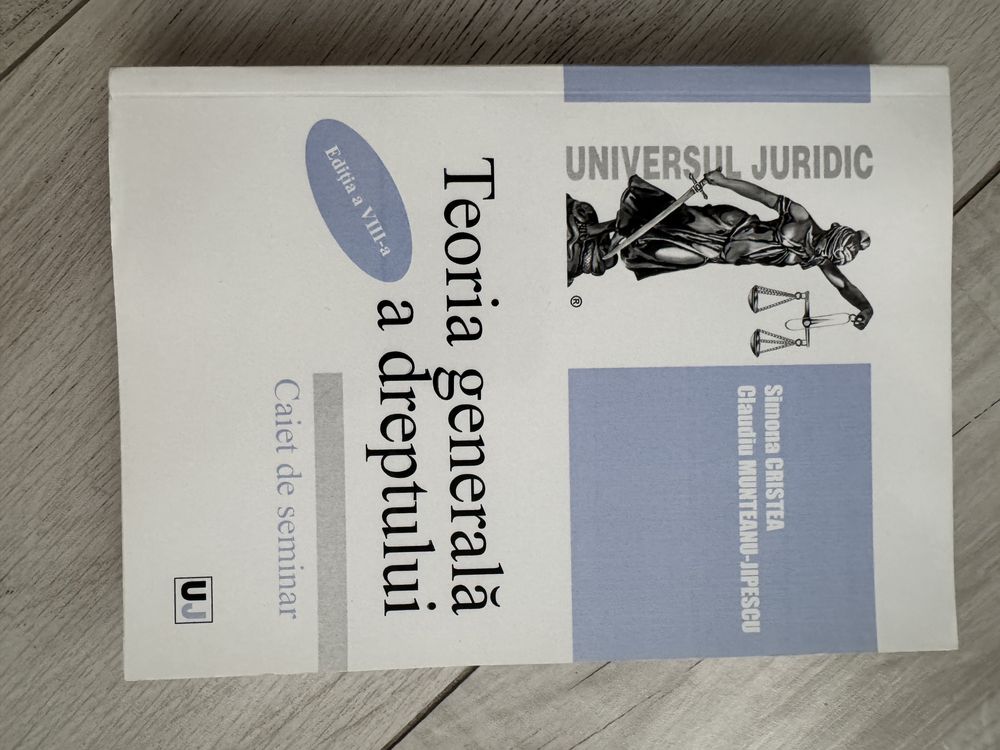 Simona CRISTEA
Claudiu MUNTEANU-JIPESCU
UNIVERSUL JURIDIC
®
Teoria generală
a dreptului
Ediția a VIII-a
Caiet de seminar
UJ